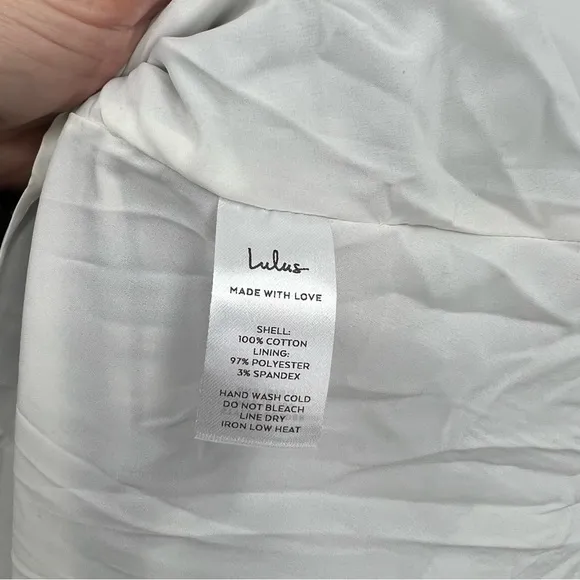 Lulus
MADE WITH LOVE
SHELL:
100% COTTON
LINING:
97% POLYESTER
3% SPANDEX
HAND WASH COLD
DO NOT BLEACH
LINE DRY
IRON LOW HEAT